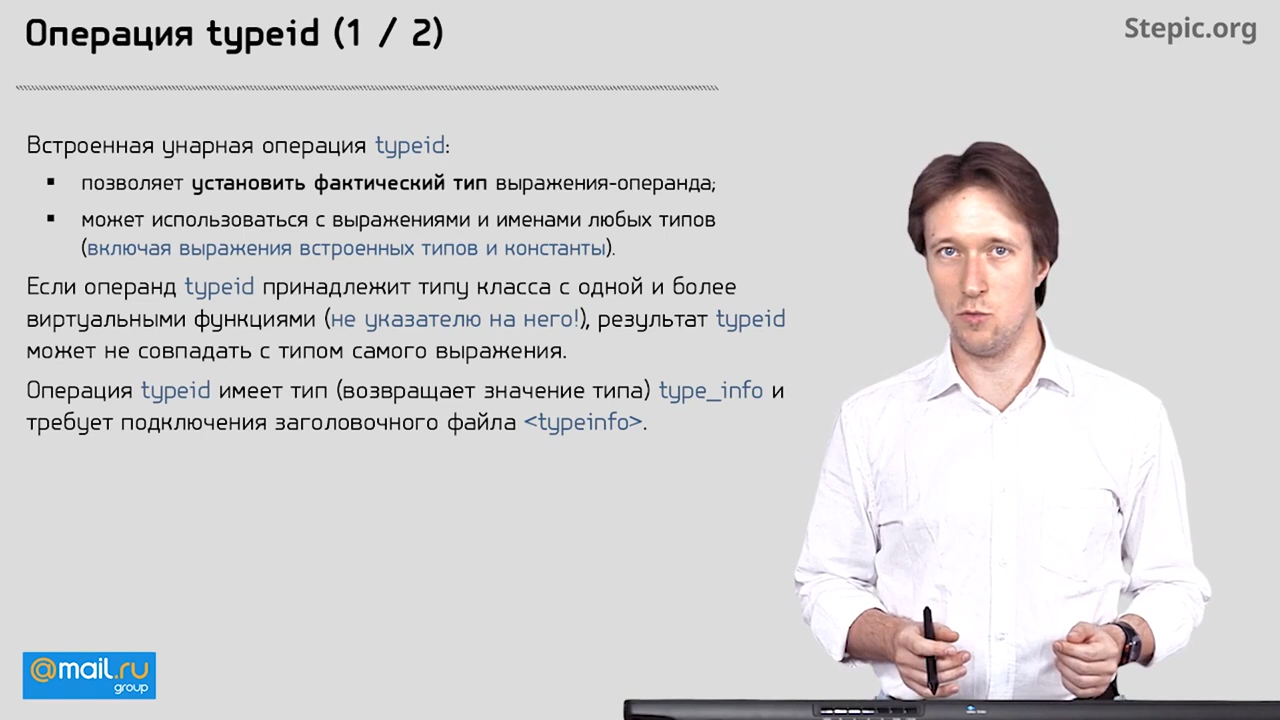 Операция typeid (1 / 2)
Stepic.org
Встроенная унарная операция typeid:
▪ позволяет установить фактический тип выражения-операнда;
▪ может использоваться с выражениями и именами любых типов
(включая выражения встроенных типов и константы).
Если операнд typeid принадлежит типу класса с одной и более
виртуальными функциями (не указателю на него!), результат typeid
может не совпадать с типом самого выражения.
Операция typeid имеет тип (возвращает значение типа) type_info и
требует подключения заголовочного файла <typeinfo>.
@mail.ru
group